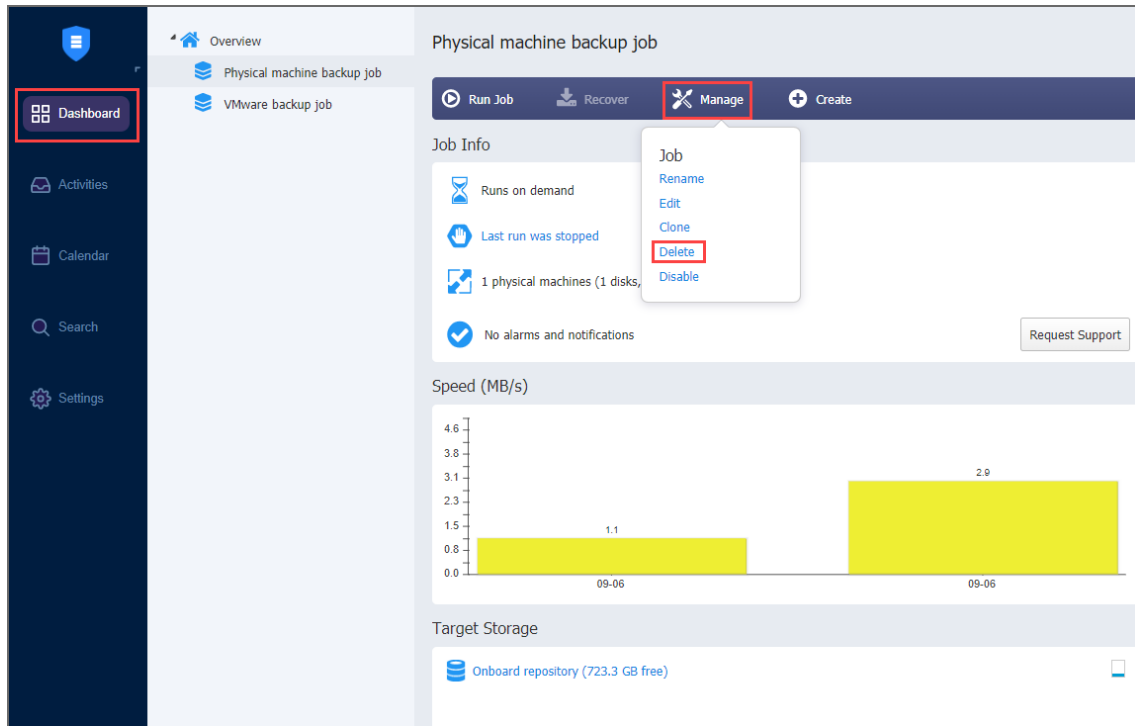 Dashboard
Activities
Calendar
Search
Settings
Overview
Physical machine backup job
VMware backup job
Physical machine backup job
Run Job Recover Manage Create
Job Info
Runs on demand
Last run was stopped
1 physical machines (1 disks,
No alarms and notifications
Request Support
Job
Rename
Edit
Clone
Delete
Disable
Speed (MB/s)
4.6
3.8
3.1
2.3
1.5
0.8
0.0
1.1
2.9
09-06 09-06
Target Storage
Onboard repository (723.3 GB free)